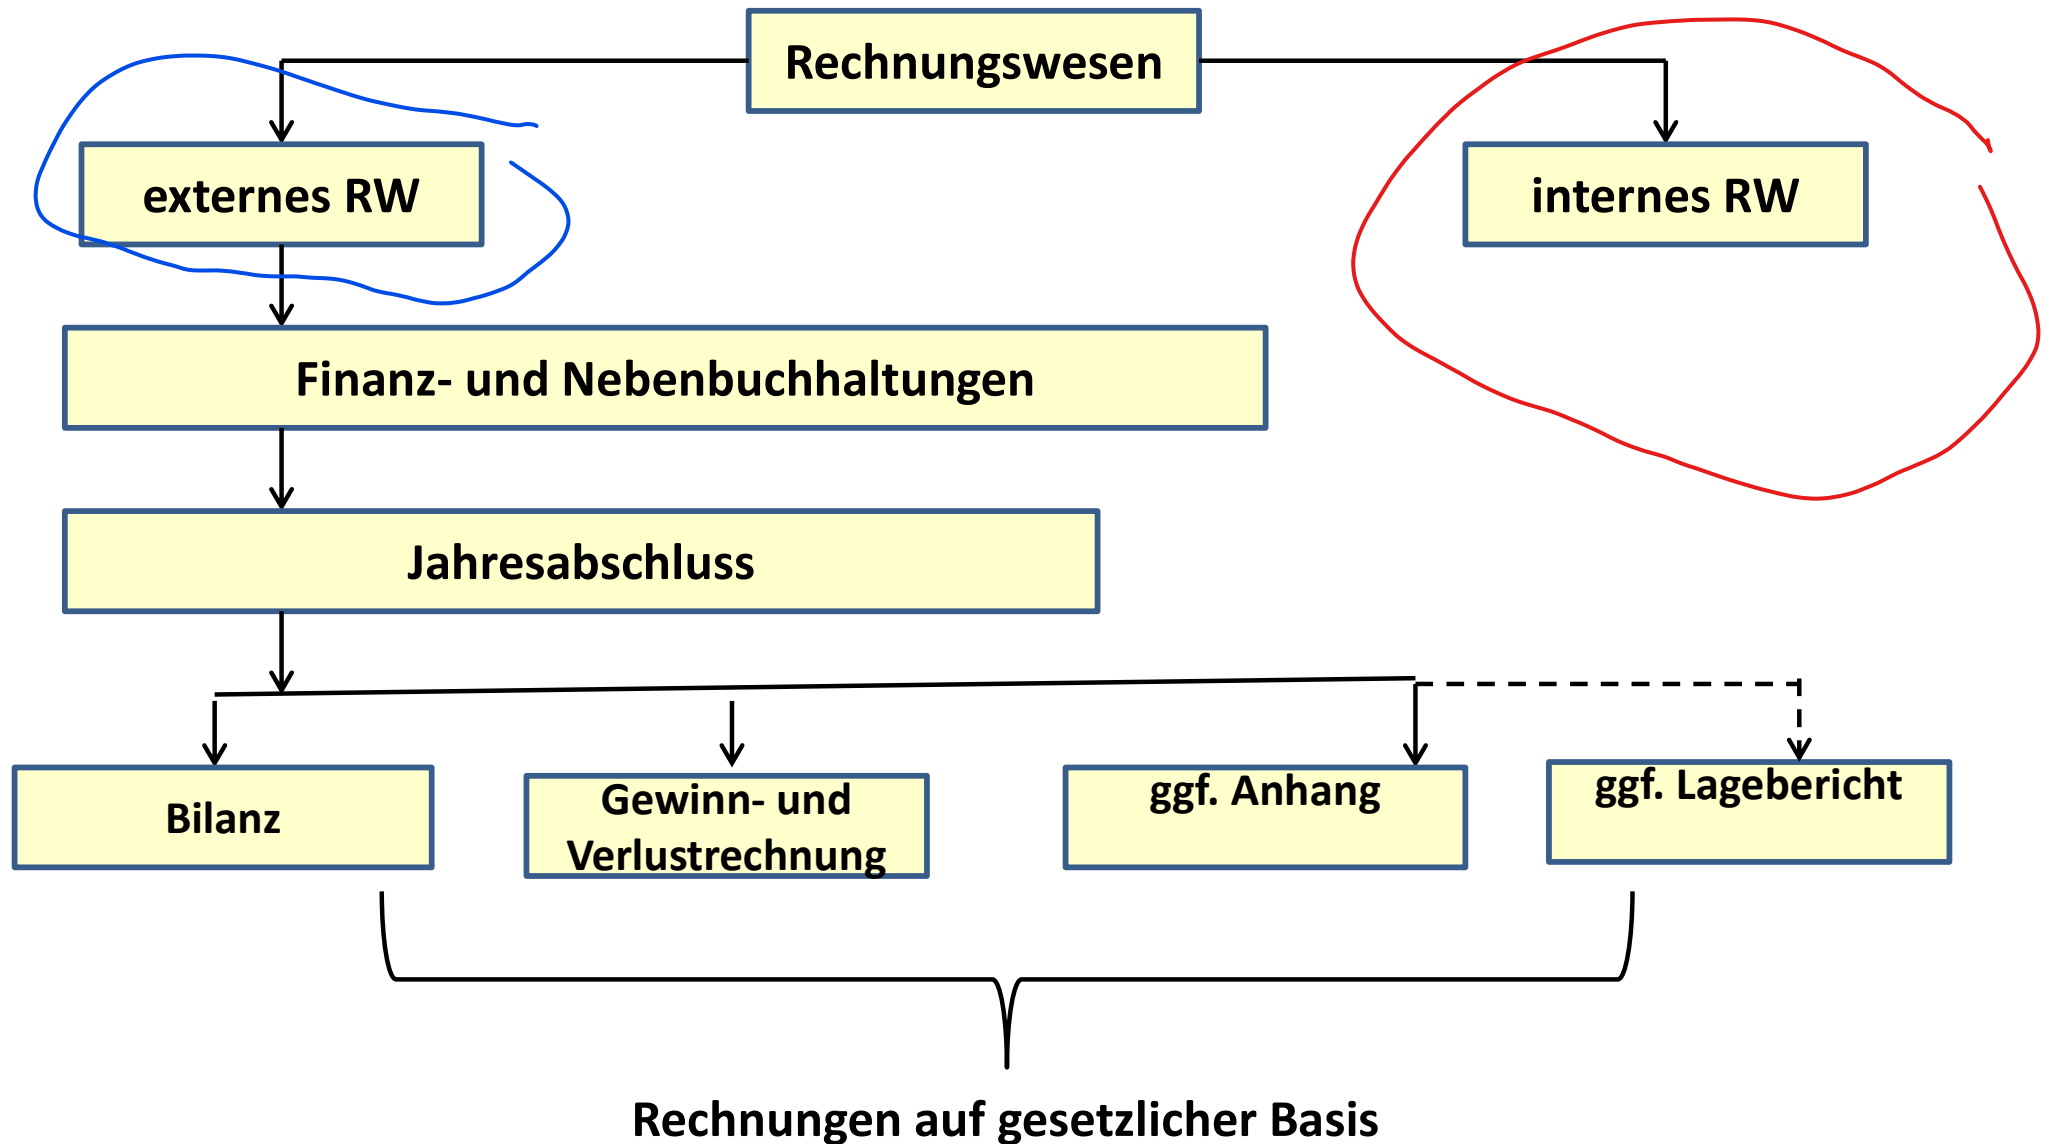 Rechnungswesen
externes RW
internes RW
Finanz- und Nebenbuchhaltungen
Jahresabschluss
Bilanz
Gewinn- und
Verlustrechnung
ggf. Anhang
ggf. Lagebericht
Rechnungen auf gesetzlicher Basis